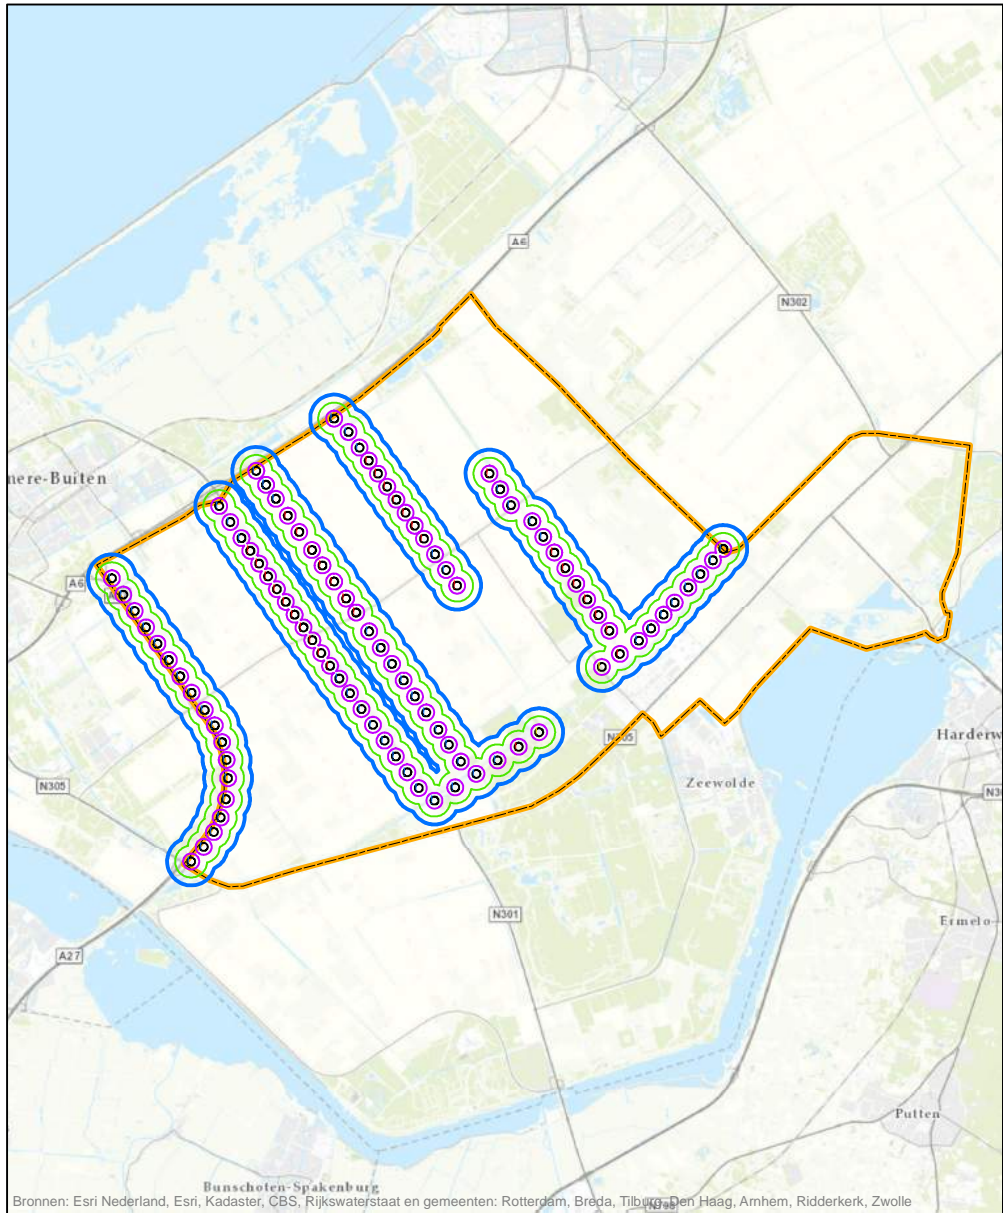 A6
N302
nere-Buiten
A6
N305
Harderw
Zeewolde
N305
N30
N301
Ermelo
A27
Putten
Bunschoten-Spakenburg
Bronnen: Esri Nederland, Esri, Kadaster, CBS, Rijkswaterstaat en gemeenten: Rotterdam, Breda, Tilburg, Den Haag, Arnhem, Ridderkerk, Zwolle